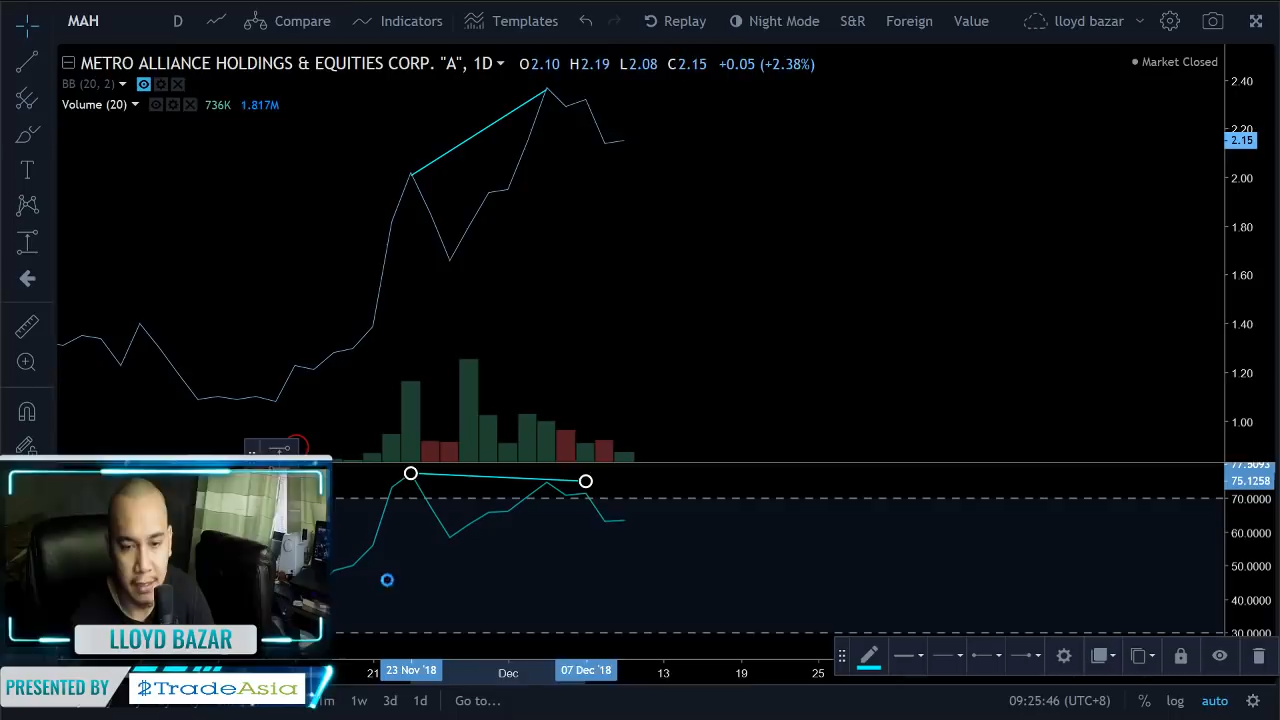 MAH D Compare Indicators Templates Replay Night Mode S&R Foreign Value lloyd bazar
METRO ALLIANCE HOLDINGS & EQUITIES CORP. "A", 1D O2.10 H2.19 L2.08 C2.15 +0.05 (+2.38%)
Market Closed
BB (20, 2)
Volume (20) 736K 1.817M
2.40
2.20
2.15
2.00
1.80
1.60
1.40
1.20
1.00
77.5093
75.1258
70.0000
60.0000
50.0000
40.0000
30.0000
LLOYD BAZAR
21 23 Nov '18 Dec 07 Dec '18 13 19 25
PRESENTED BY $TradeAsia
1w 3d 1d Go to... 09:25:46 (UTC+8) % log auto